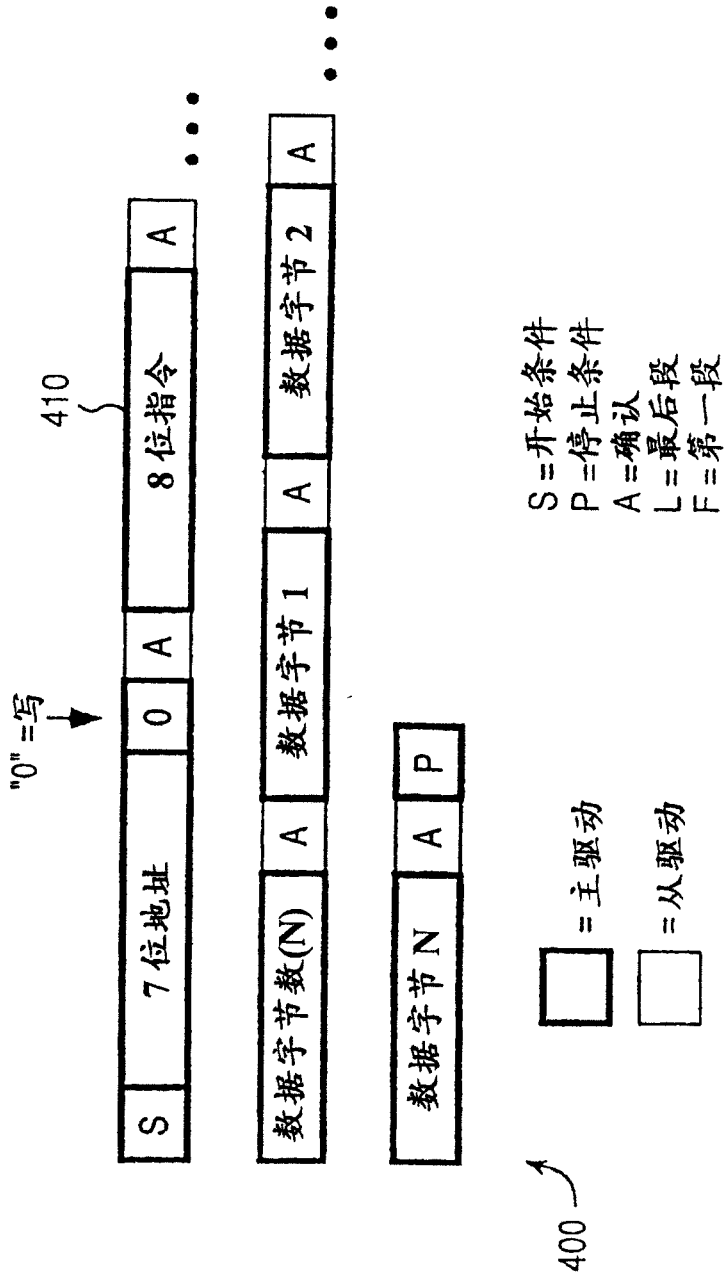 "0"=写
410
S 7位地址 0 A 8位指令 A •••
数据字节数(N) A 数据字节1 A 数据字节2 A •••
数据字节N A P
=主驱动
=从驱动
S=开始条件
P=停止条件
A=确认
L=最后段
F=第一段
400